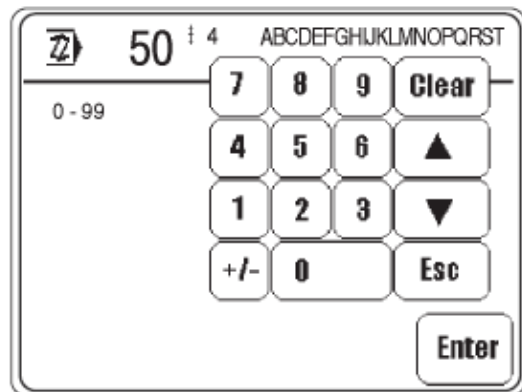 50 4 ABCDEFGHIJKLMNOPQRST
7 8 9 Clear
0 - 99
4 5 6 ▲
1 2 3 ▼
+/- 0 Esc
Enter